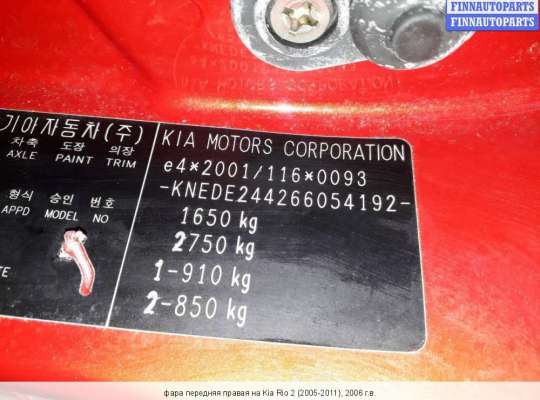 FINNAUTOPARTS
FINNAUTOPARTS
기아자동차(주)
차축 도장 의장
AXLE PAINT TRIM
형식 승인 번호
APPD MODEL NO
KIA MOTORS CORPORATION
e4*2001/116*0093
-KNEDE244266054192-
1650 kg
2750 kg
1-910 kg
2-850 kg
фара передняя правая на Kia Rio 2 (2005-2011), 2006 г.в.